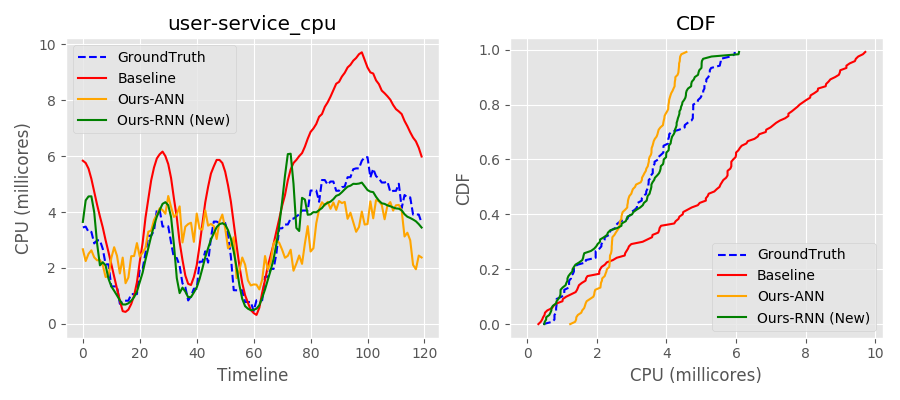 user-service_cpu
CPU (millicores)
10
8
6
4
2
0
GroundTruth
Baseline
Ours-ANN
Ours-RNN (New)
0 20 40 60 80 100 120
Timeline
CDF
CDF
1.0
0.8
0.6
0.4
0.2
0.0
GroundTruth
Baseline
Ours-ANN
Ours-RNN (New)
0 2 4 6 8 10
CPU (millicores)